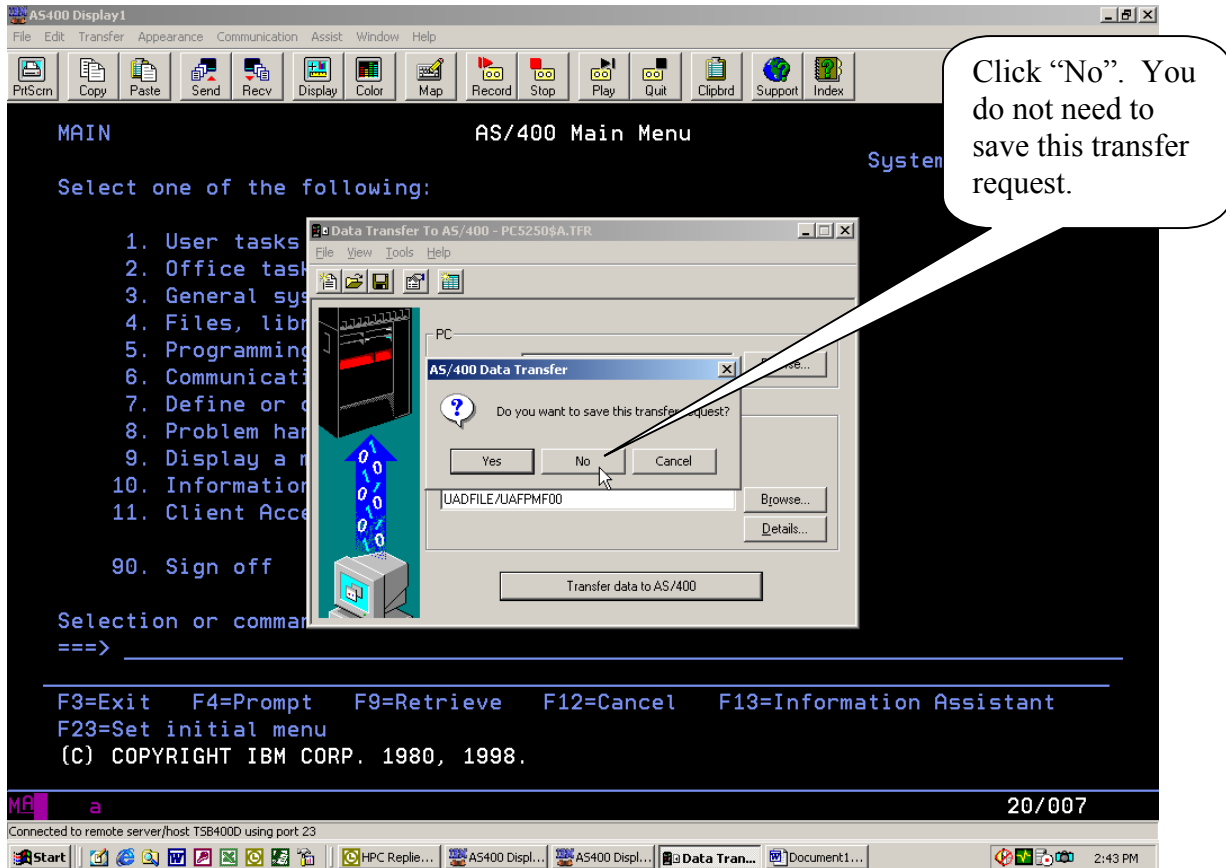 AS400 Display1
File Edit Transfer Appearance Communication Assist Window Help
PrtScrn Copy Paste Send Recv Display Color Map Record Stop Play Quit Clipbrd Support Index
Click “No”. You
do not need to
save this transfer
request.
MAIN AS/400 Main Menu
System
Select one of the following:
1. User tasks
2. Office task
3. General sys
4. Files, libr
5. Programming
6. Communicati
7. Define or
8. Problem han
9. Display a
10. Information
11. Client Acce
90. Sign off
Selection or comman
===>
Data Transfer To AS/400 - PC5250$A.TFR
File View Tools Help
PC
AS/400 Data Transfer
Do you want to save this transfer request?
Yes No Cancel
UADFILE/UAFPMF00 Browse...
Details...
Transfer data to AS/400
F3=Exit F4=Prompt F9=Retrieve F12=Cancel F13=Information Assistant
F23=Set initial menu
(C) COPYRIGHT IBM CORP. 1980, 1998.
MA a 20/007
Connected to remote server/host TSB400D using port 23
Start HPC Replie... AS400 Displ... AS400 Displ... Data Tran... Document1... 2:43 PM